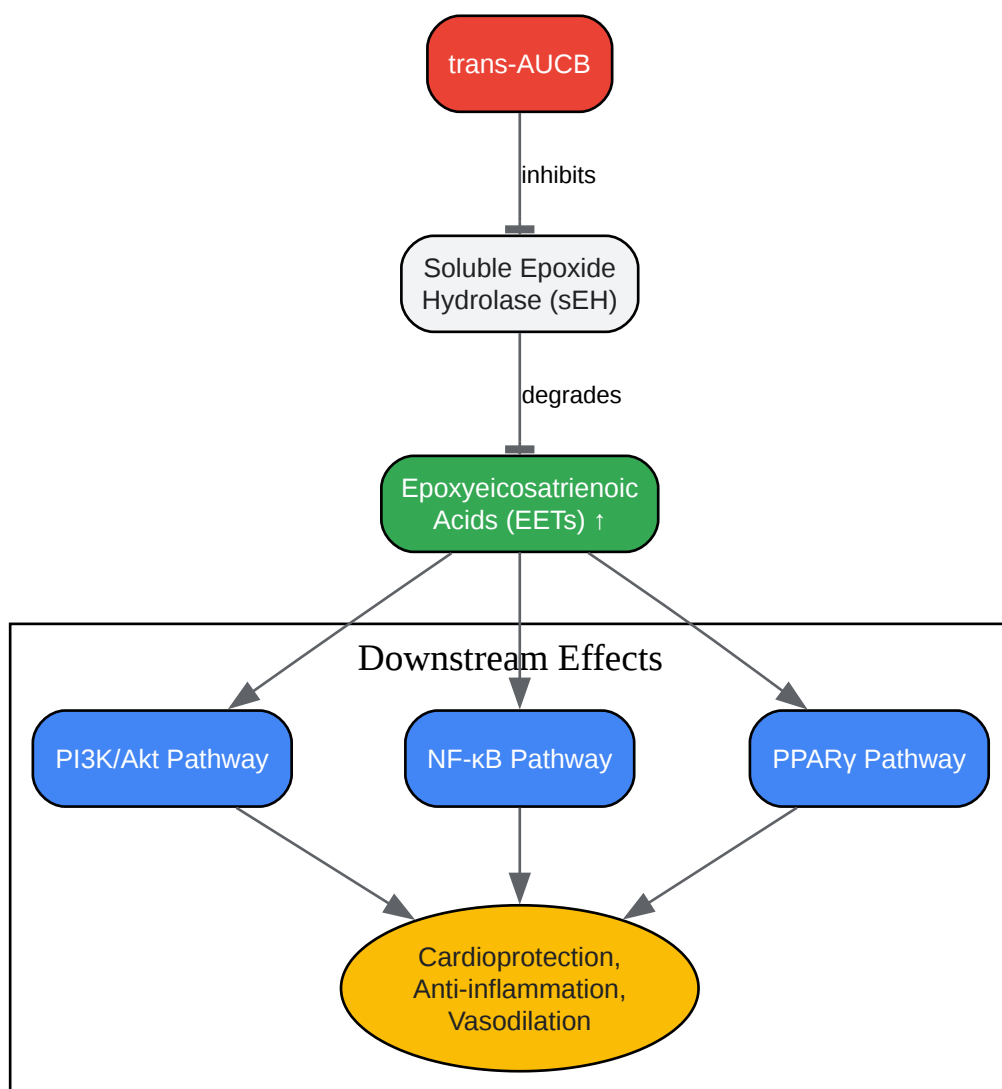 trans-AUCB
inhibits
Soluble Epoxide
Hydrolase (sEH)
degrades
Epoxyeicosatrienoic
Acids (EETs) ↑
Downstream Effects
PI3K/Akt Pathway
NF-κB Pathway
PPARγ Pathway
Cardioprotection,
Anti-inflammation,
Vasodilation